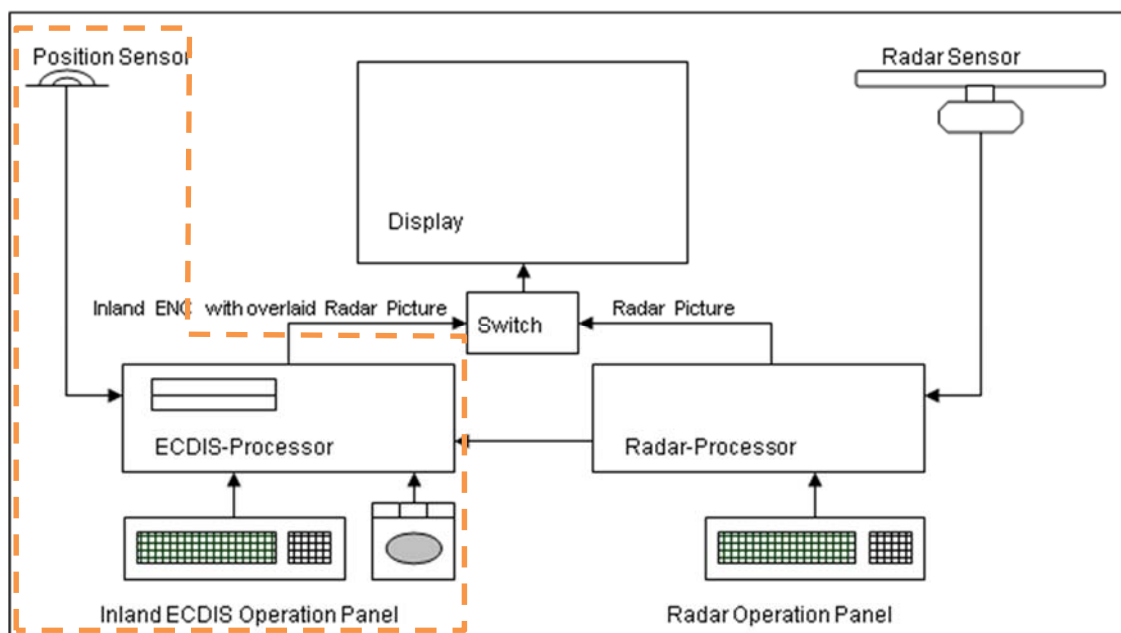 Position Sensor
Radar Sensor
Display
Inland ENC with overlaid Radar Picture
Switch
Radar Picture
ECDIS-Processor
Radar-Processor
Inland ECDIS Operation Panel
Radar Operation Panel